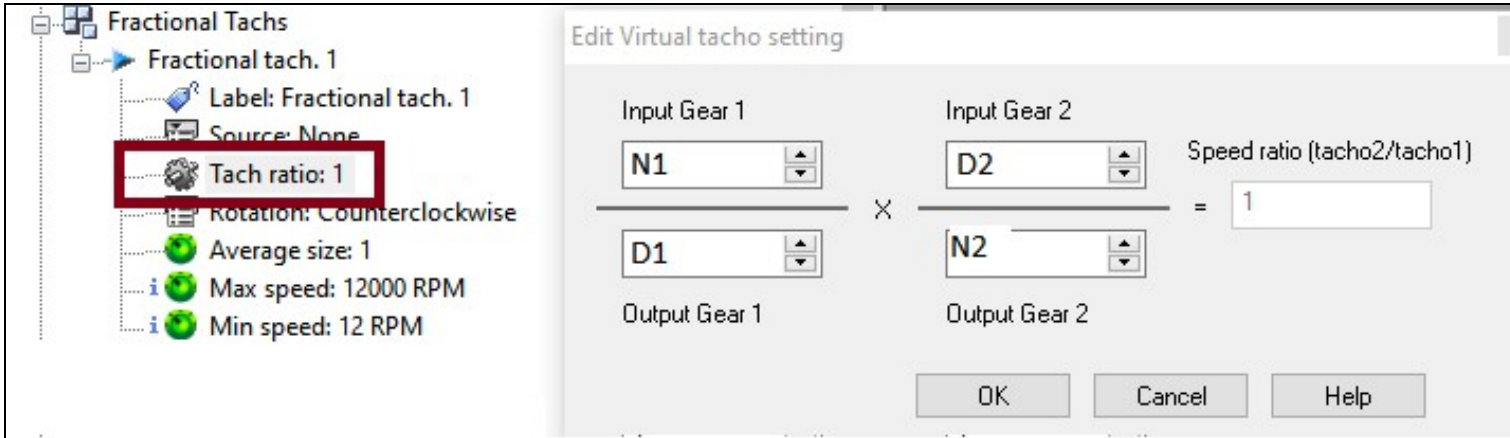 Fractional Tachs
Fractional tach. 1
Label: Fractional tach. 1
Source: None
Tach ratio: 1
Rotation: Counterclockwise
Average size: 1
i Max speed: 12000 RPM
i Min speed: 12 RPM
Edit Virtual tacho setting
Input Gear 1 Input Gear 2
N1 D2 Speed ratio (tacho2/tacho1)
X = 1
D1 N2
Output Gear 1 Output Gear 2
OK Cancel Help